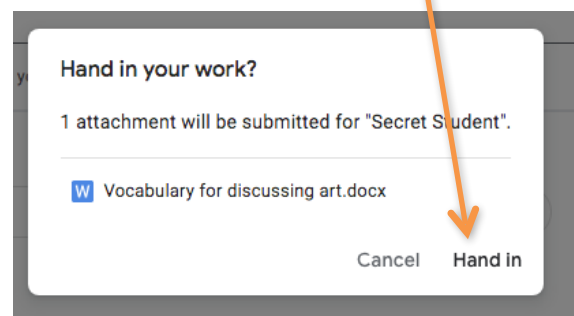 Hand in your work?
1 attachment will be submitted for "Secret Student".
W Vocabulary for discussing art.docx
Cancel Hand in